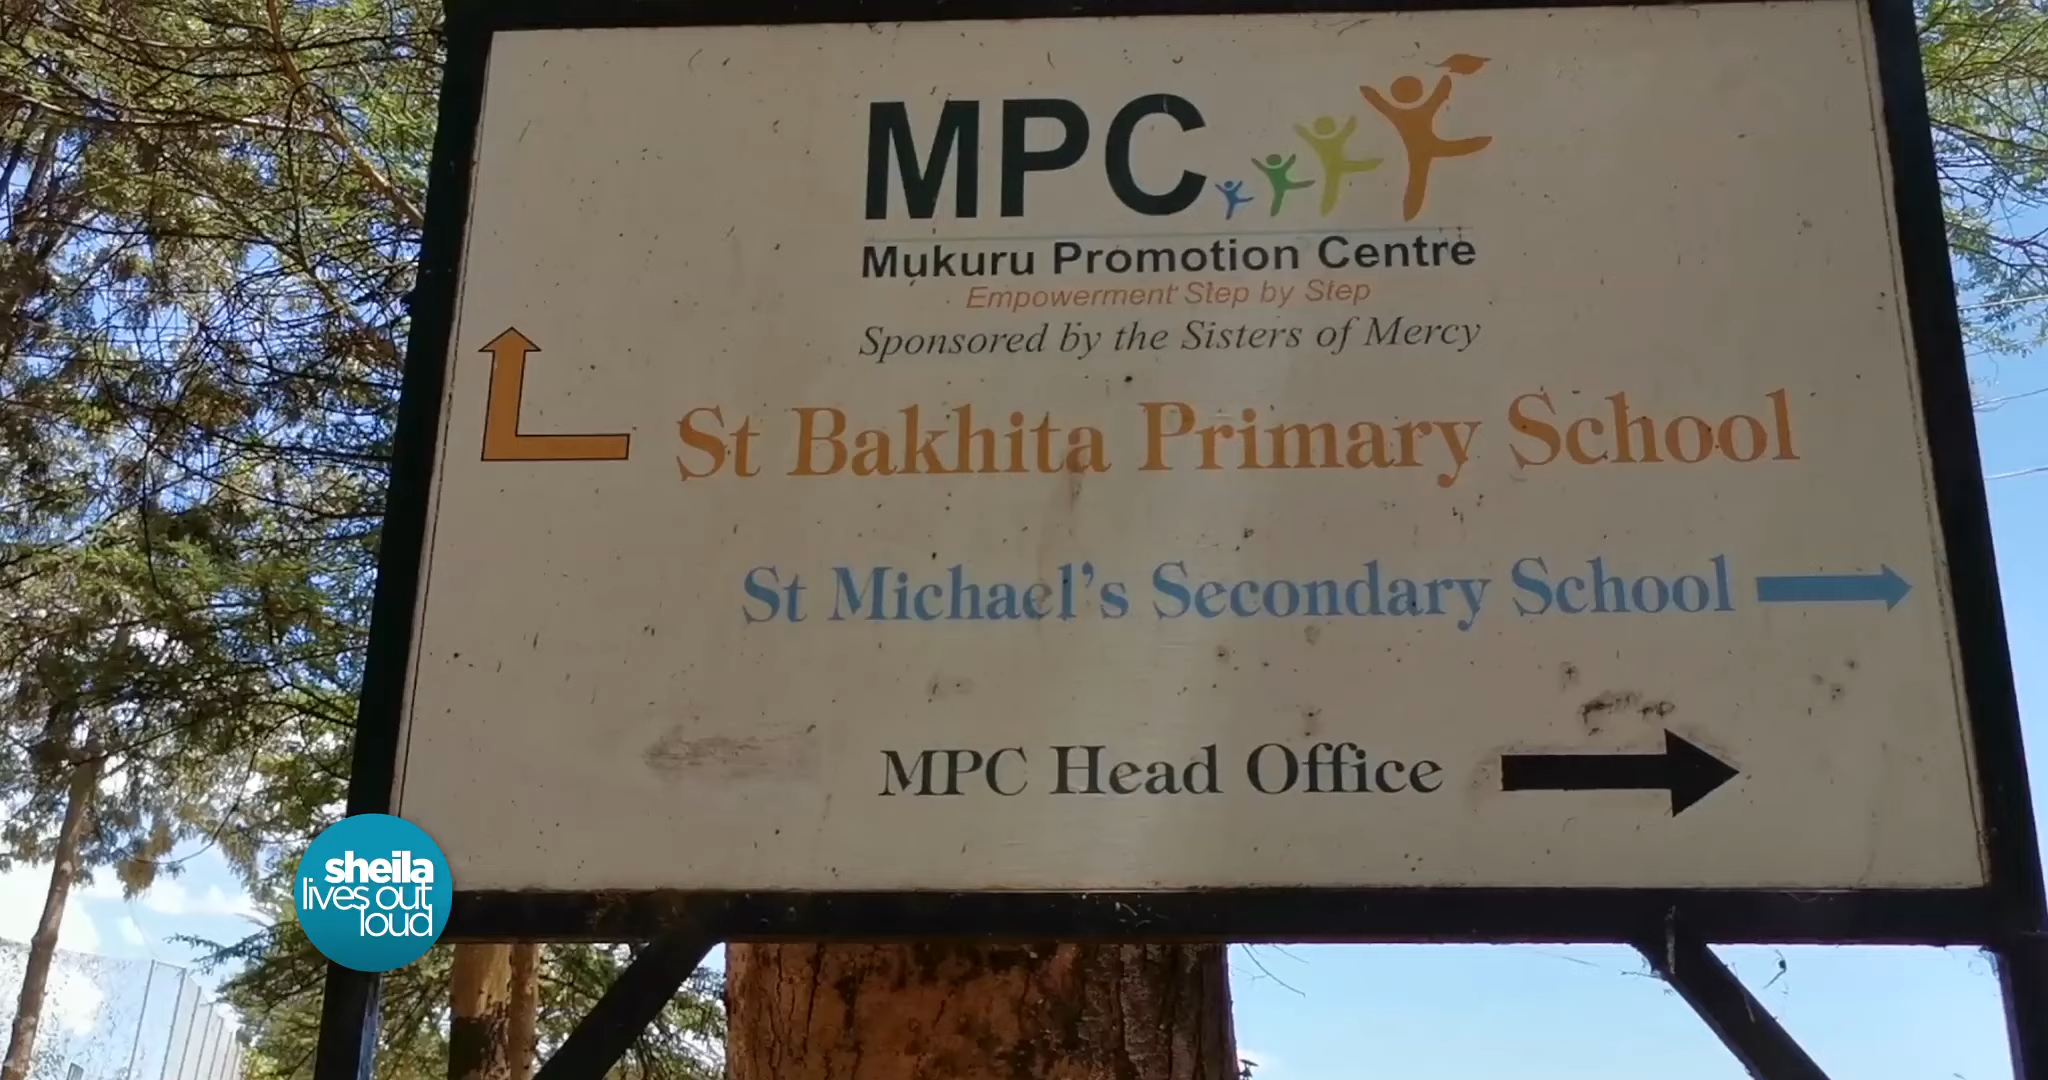 MPC
Mukuru Promotion Centre
Empowerment Step by Step
Sponsored by the Sisters of Mercy
St Bakhita Primary School
St Michael's Secondary School
MPC Head Office
sheila
lives out
loud